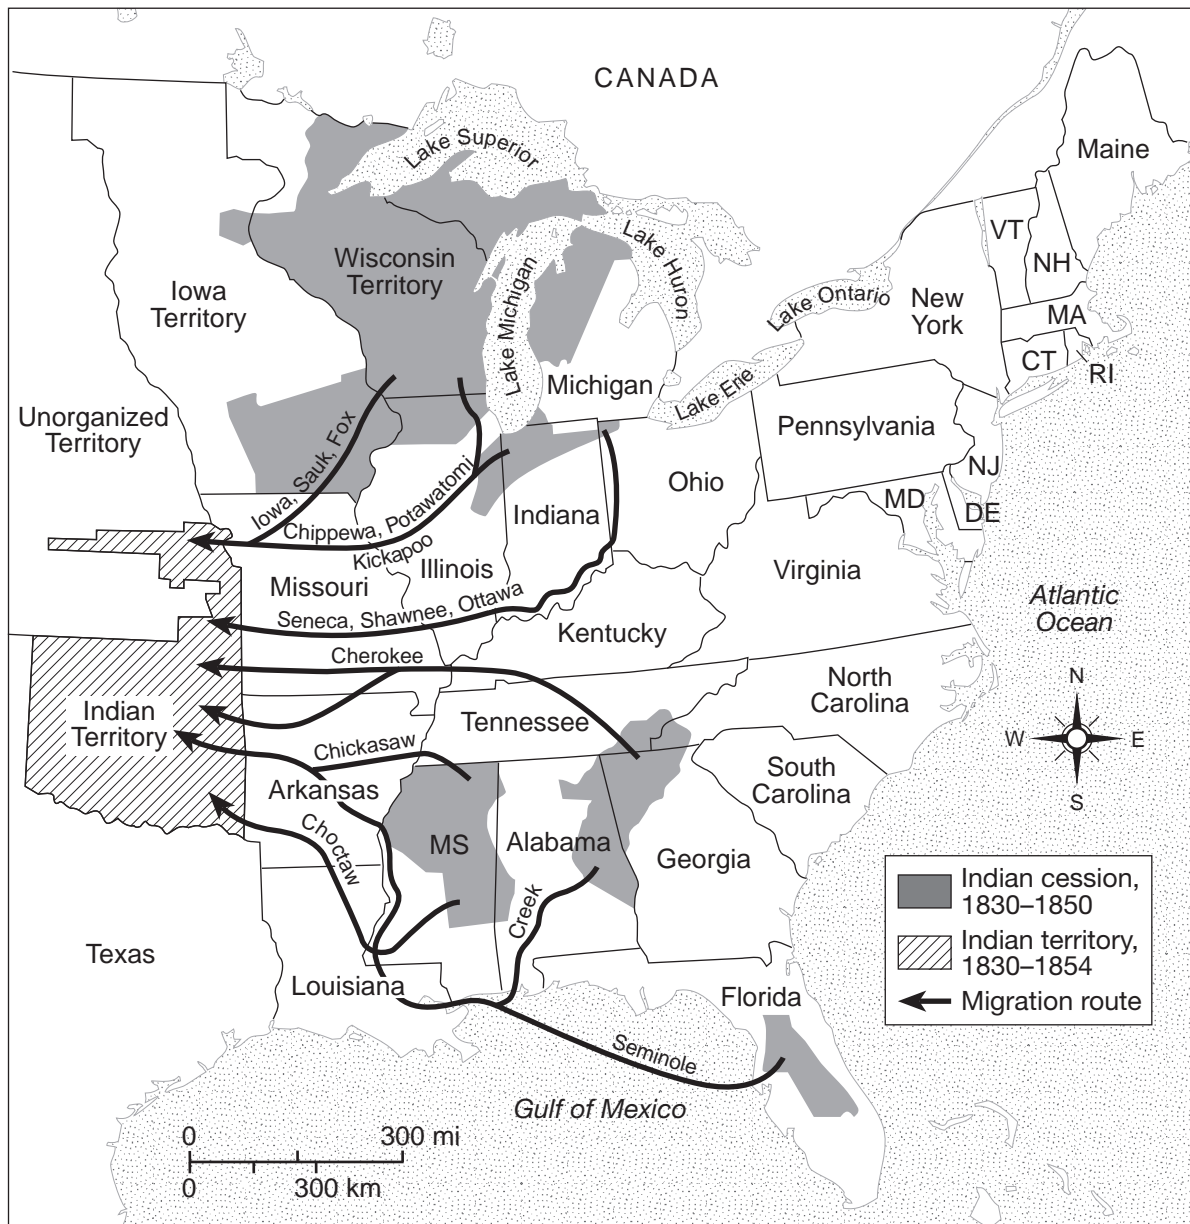 CANADA
Lake Superior
Maine
Wisconsin
Territory
Lake Huron
VT
NH
Iowa
Territory
Lake Michigan
Lake Ontario
New
York
MA
CT
RI
Michigan
Lake Erie
Unorganized
Territory
Pennsylvania
NJ
Iowa, Sauk, Fox
Ohio
MD
DE
Chippewa, Potawatomi
Kickapoo
Indiana
Missouri
Illinois
Virginia
Seneca, Shawnee, Ottawa
Kentucky
Atlantic
Ocean
Cherokee
N
W
E
S
North
Carolina
Indian
Territory
Tennessee
Chickasaw
Arkansas
South
Carolina
Choctaw
MS
Alabama
Georgia
Creek
Texas
Louisiana
Florida
Seminole
Gulf of Mexico
Indian cession,
1830–1850
Indian territory,
1830–1854
Migration route
0 300 mi
0 300 km